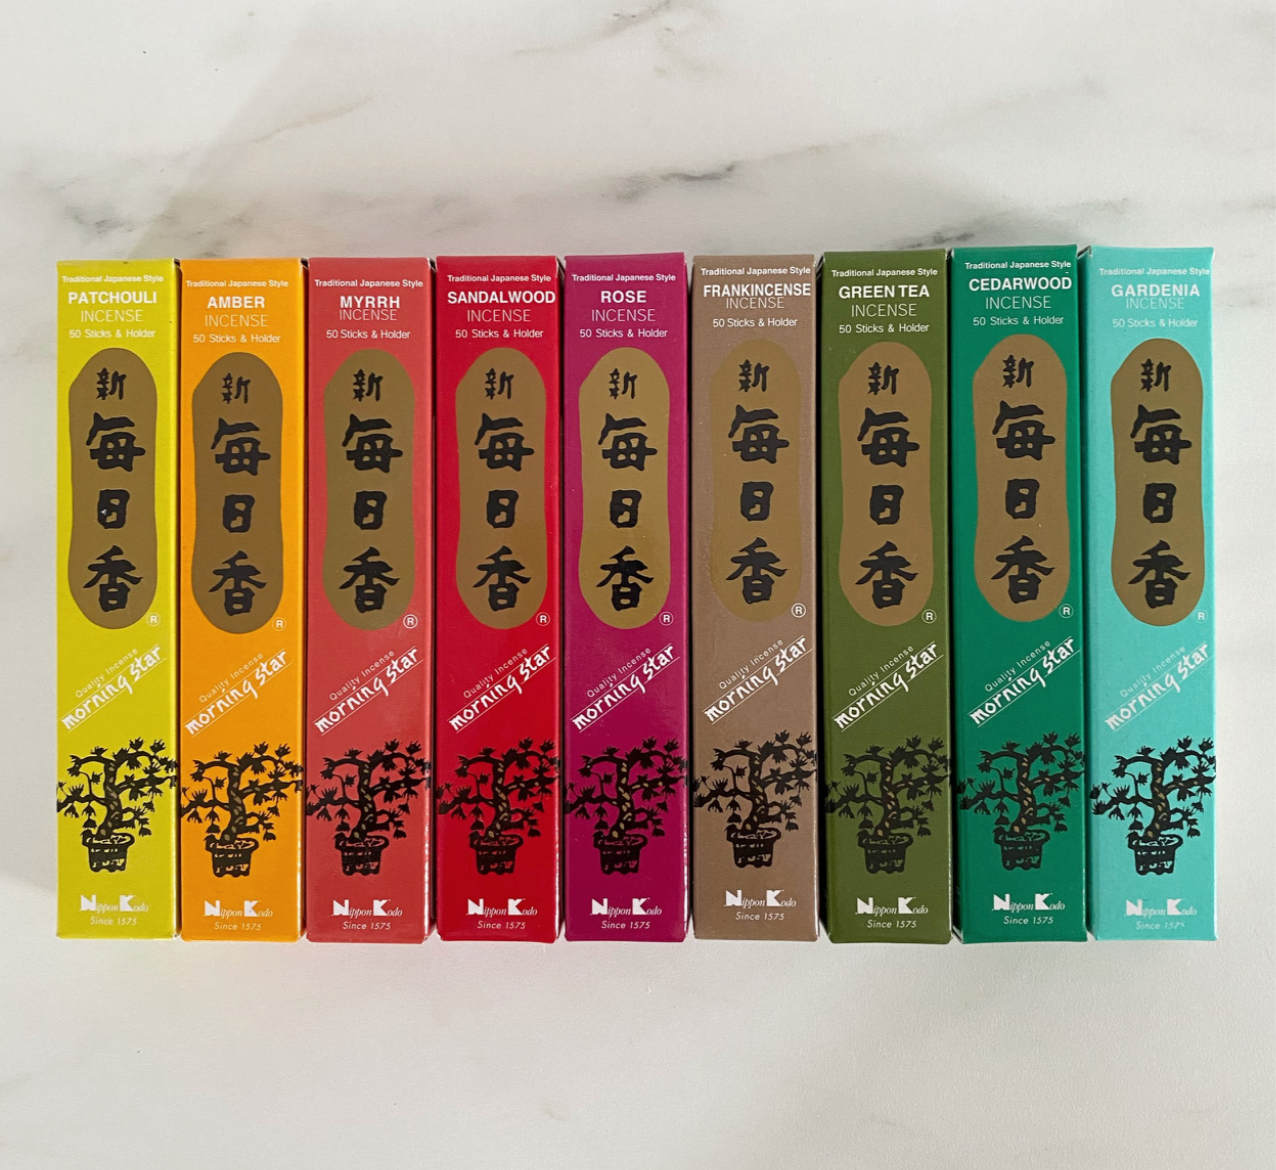 Traditional Japanese Style
PATCHOULI
INCENSE
50 Sticks & Holder
新
毎
日
香
®
Quality Incense
morning star
Nippon Kodo
Since 1575
Traditional Japanese Style
AMBER
INCENSE
50 Sticks & Holder
新
毎
日
香
®
Quality Incense
morning star
Nippon Kodo
Since 1575
Traditional Japanese Style
MYRRH
INCENSE
50 Sticks & Holder
新
毎
日
香
®
Quality Incense
morning star
Nippon Kodo
Since 1575
Traditional Japanese Style
SANDALWOOD
INCENSE
50 Sticks & Holder
新
毎
日
香
®
Quality Incense
morning star
Nippon Kodo
Since 1575
Traditional Japanese Style
ROSE
INCENSE
50 Sticks & Holder
新
毎
日
香
®
Quality Incense
morning star
Nippon Kodo
Since 1575
Traditional Japanese Style
FRANKINCENSE
INCENSE
50 Sticks & Holder
新
毎
日
香
®
Quality Incense
morning star
Nippon Kodo
Since 1575
Traditional Japanese Style
GREEN TEA
INCENSE
50 Sticks & Holder
新
毎
日
香
®
Quality Incense
morning star
Nippon Kodo
Since 1575
Traditional Japanese Style
CEDARWOOD
INCENSE
50 Sticks & Holder
新
毎
日
香
®
Quality Incense
morning star
Nippon Kodo
Since 1575
Traditional Japanese Style
GARDENIA
INCENSE
50 Sticks & Holder
新
毎
日
香
®
Quality Incense
morning star
Nippon Kodo
Since 1575